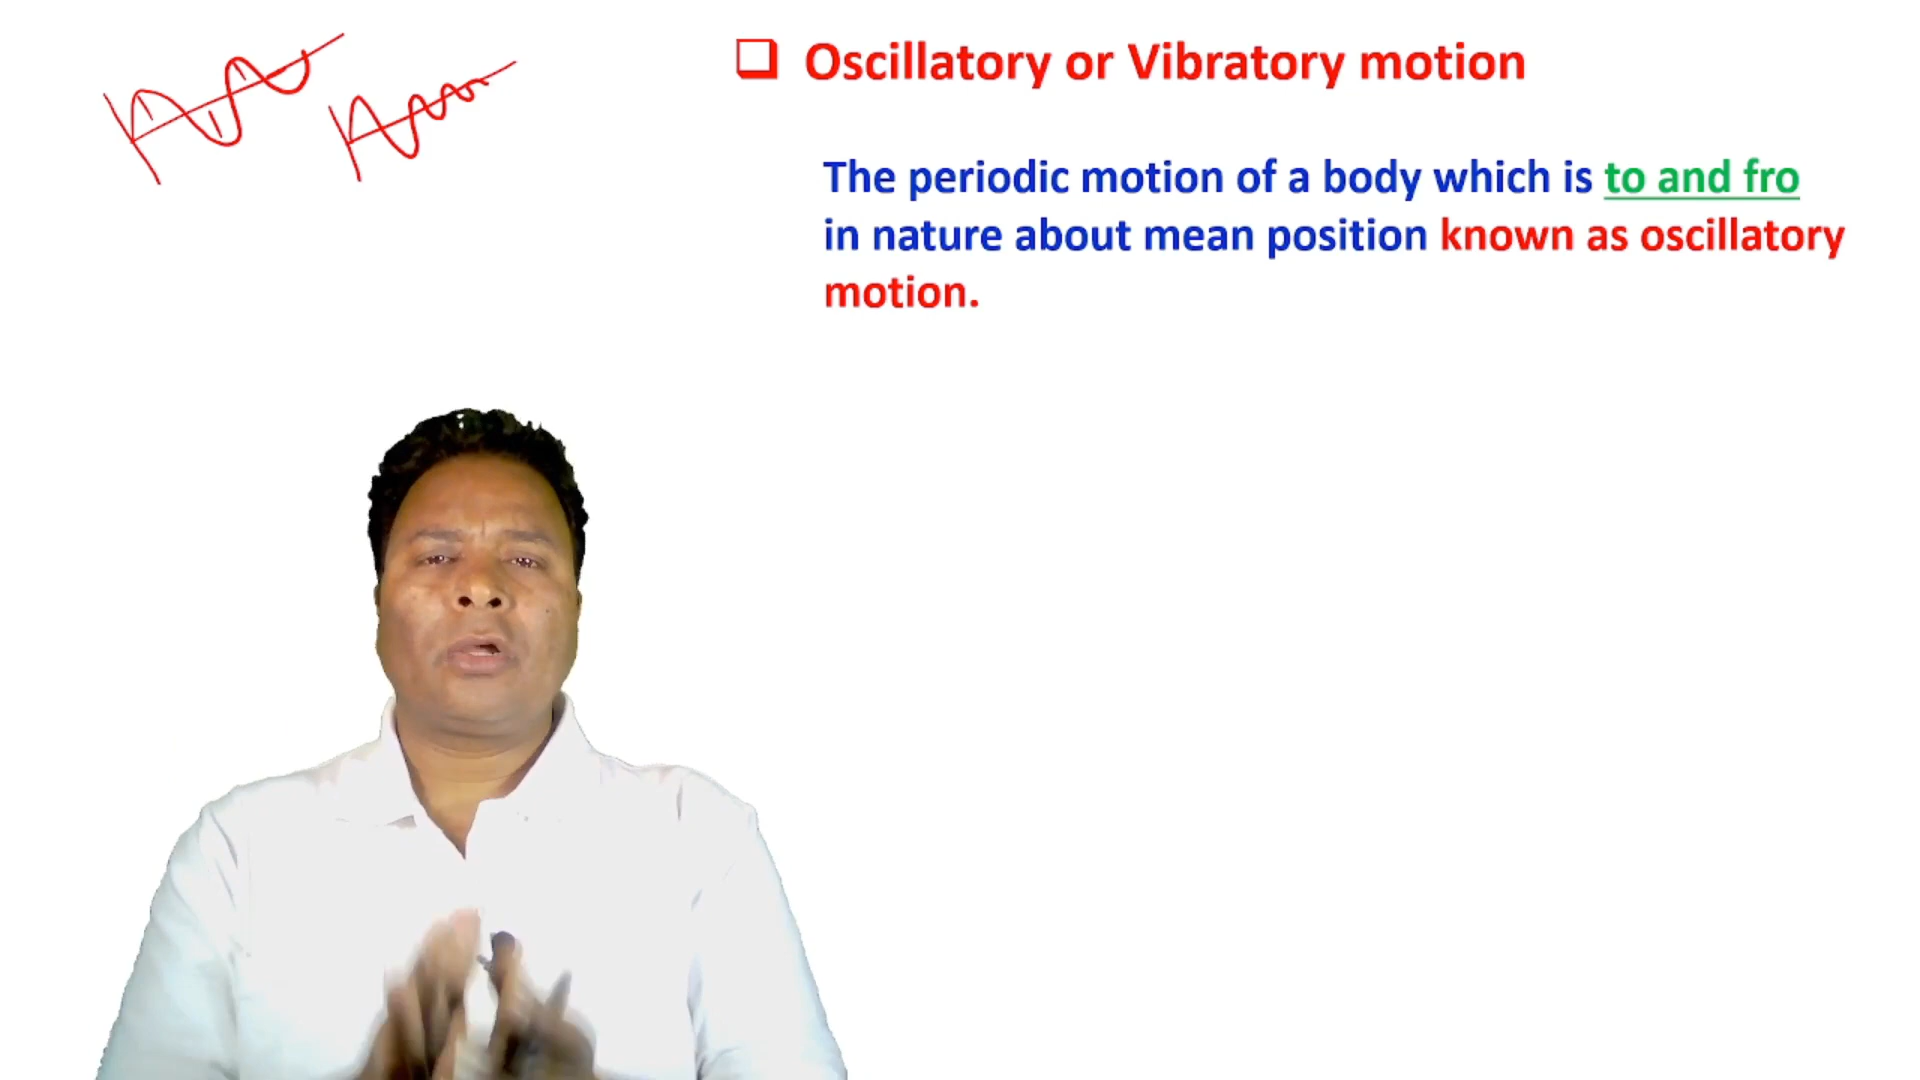 Oscillatory or Vibratory motion
The periodic motion of a body which is to and fro
in nature about mean position known as oscillatory
motion.